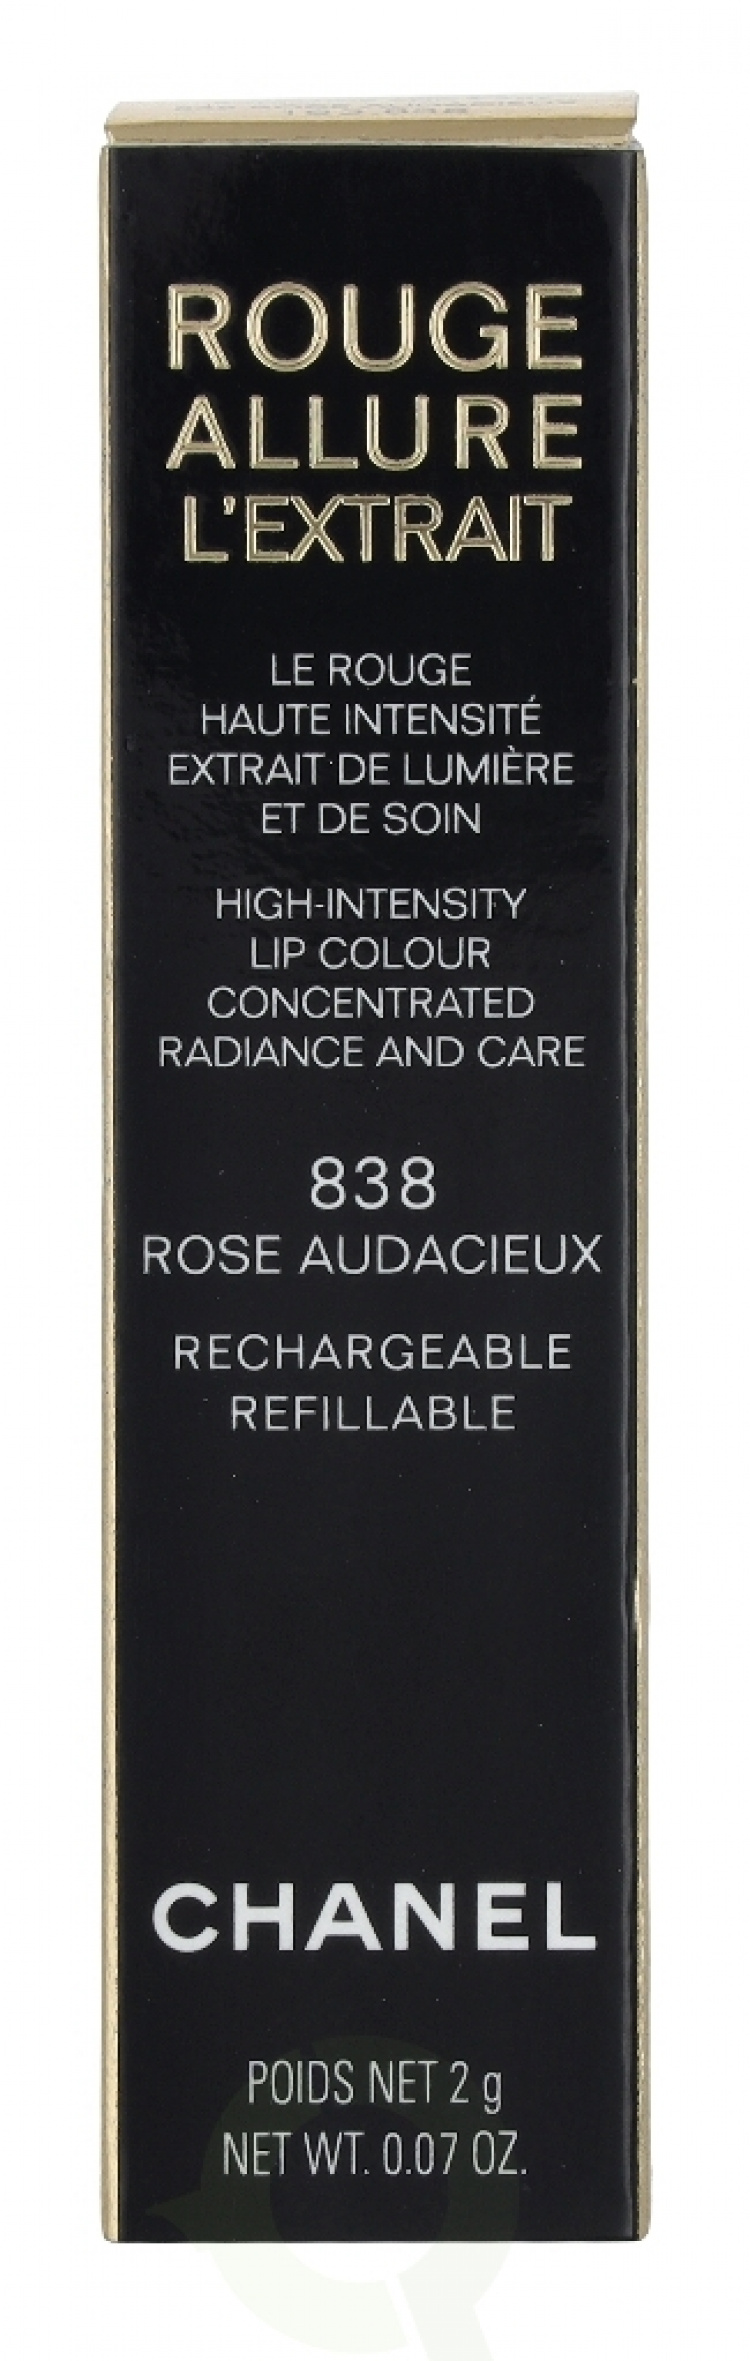 ROUGE
ALLURE
L'EXTRAIT
LE ROUGE
HAUTE INTENSITÉ
EXTRAIT DE LUMIÈRE
ET DE SOIN
HIGH-INTENSITY
LIP COLOUR
CONCENTRATED
RADIANCE AND CARE
838
ROSE AUDACIEUX
RECHARGEABLE
REFILLABLE
CHANEL
POIDS NET 2 g
NET WT. 0.07 OZ.